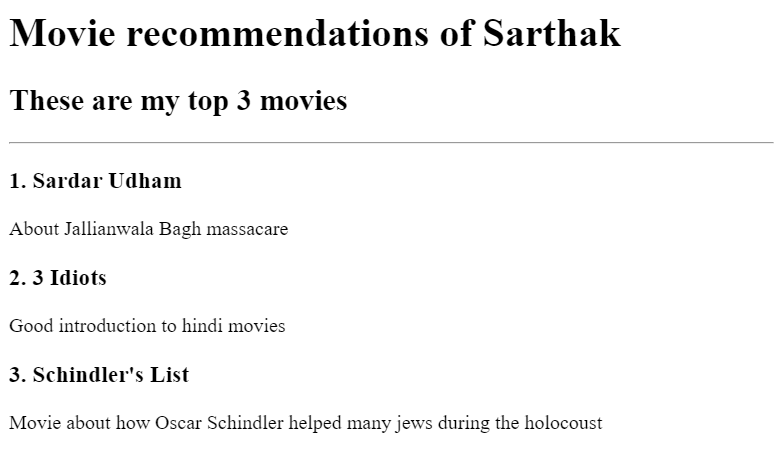 Movie recommendations of Sarthak
These are my top 3 movies
1. Sardar Udham
About Jallianwala Bagh massacare
2. 3 Idiots
Good introduction to hindi movies
3. Schindler's List
Movie about how Oscar Schindler helped many jews during the holocoust